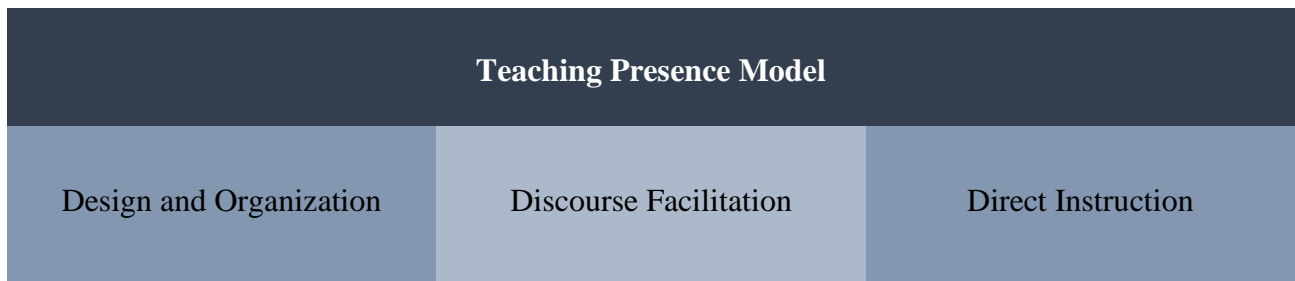 Teaching Presence Model
Design and Organization
Discourse Facilitation
Direct Instruction